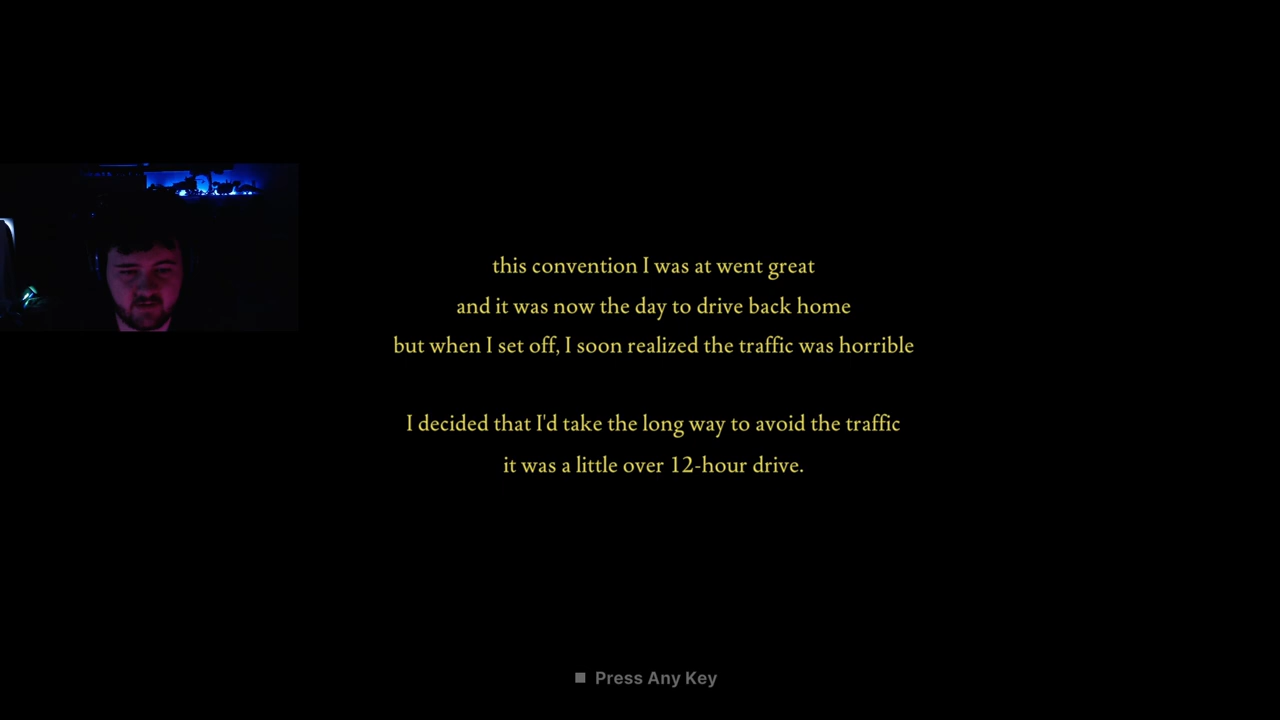 this convention I was at went great
and it was now the day to drive back home
but when I set off, I soon realized the traffic was horrible
I decided that I'd take the long way to avoid the traffic
it was a little over 12-hour drive.
Press Any Key